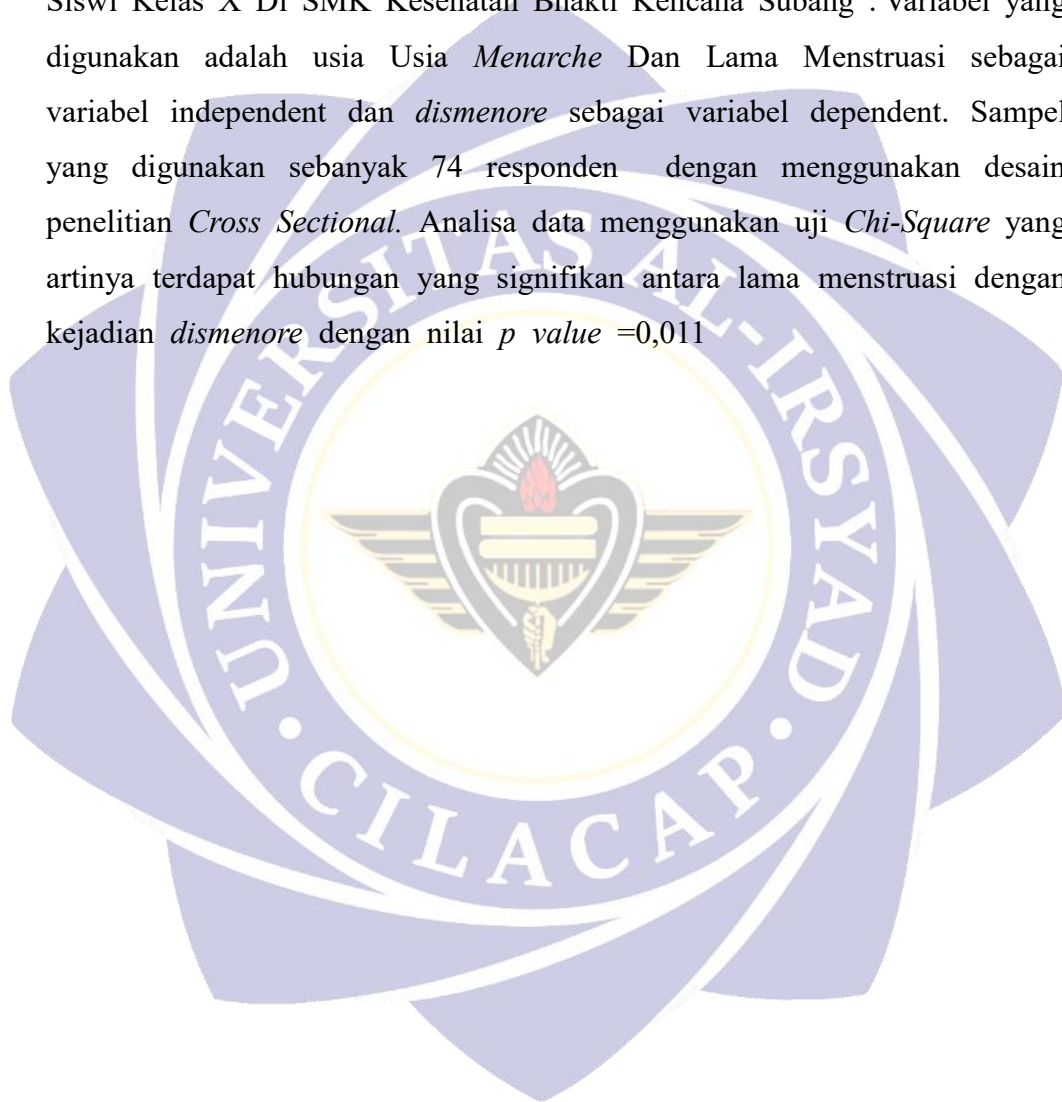 Siswi Kelas X Di SMK Kesehatan Bhakti Kencana Subang . Variabel yang
digunakan adalah usia Usia Menarche Dan Lama Menstruasi sebagai
variabel independent dan dismenore sebagai variabel dependent. Sampel
yang digunakan sebanyak 74 responden dengan menggunakan desain
penelitian Cross Sectional. Analisa data menggunakan uji Chi-Square yang
artinya terdapat hubungan yang signifikan antara lama menstruasi dengan
kejadian dismenore dengan nilai p value =0,011
UNIVERSITAS AL-IRSYAD
CILACAP